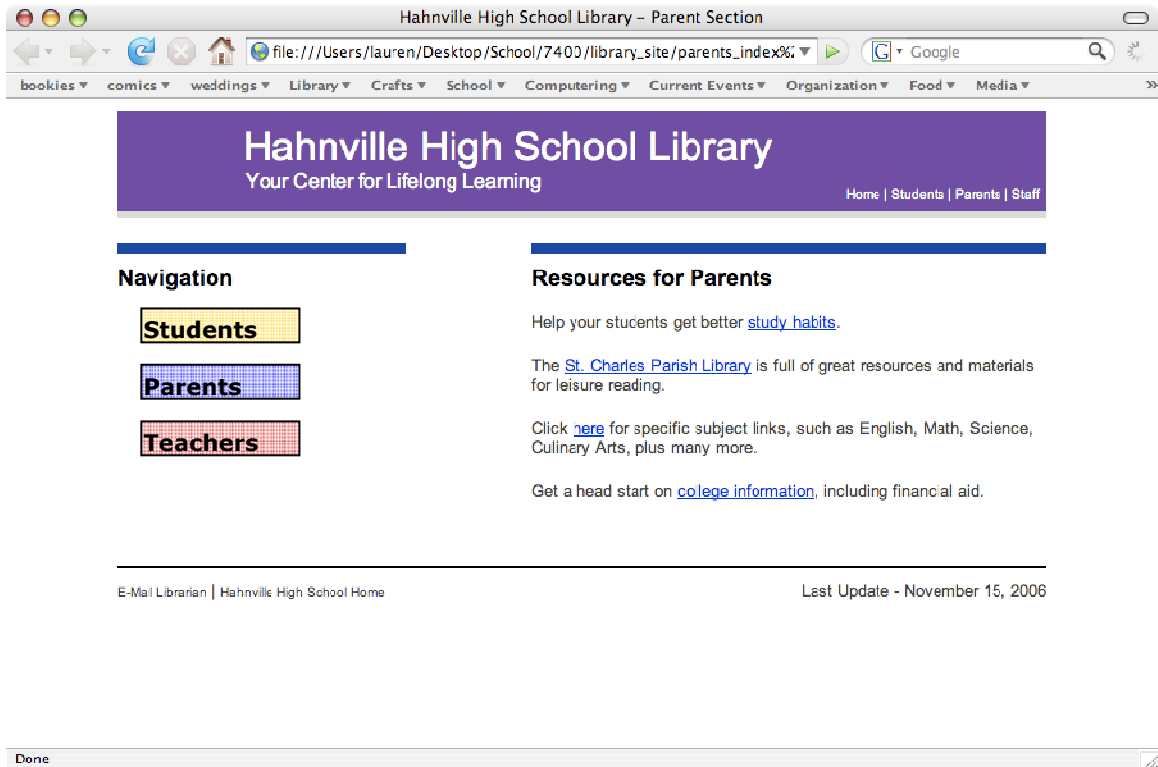 Hahnville High School Library – Parent Section
file:///Users/lauren/Desktop/School/7400/library_site/parents_index%2
Google
bookies comics weddings Library Crafts School Computering Current Events Organization Food Media
Hahnville High School Library
Your Center for Lifelong Learning
Home | Students | Parents | Staff
Navigation
Students
Parents
Teachers
Resources for Parents
Help your students get better study habits.
The St. Charles Parish Library is full of great resources and materials
for leisure reading.
Click here for specific subject links, such as English, Math, Science,
Culinary Arts, plus many more.
Get a head start on college information, including financial aid.
E-Mail Librarian | Hahnville High School Home
Last Update - November 15, 2006
Done